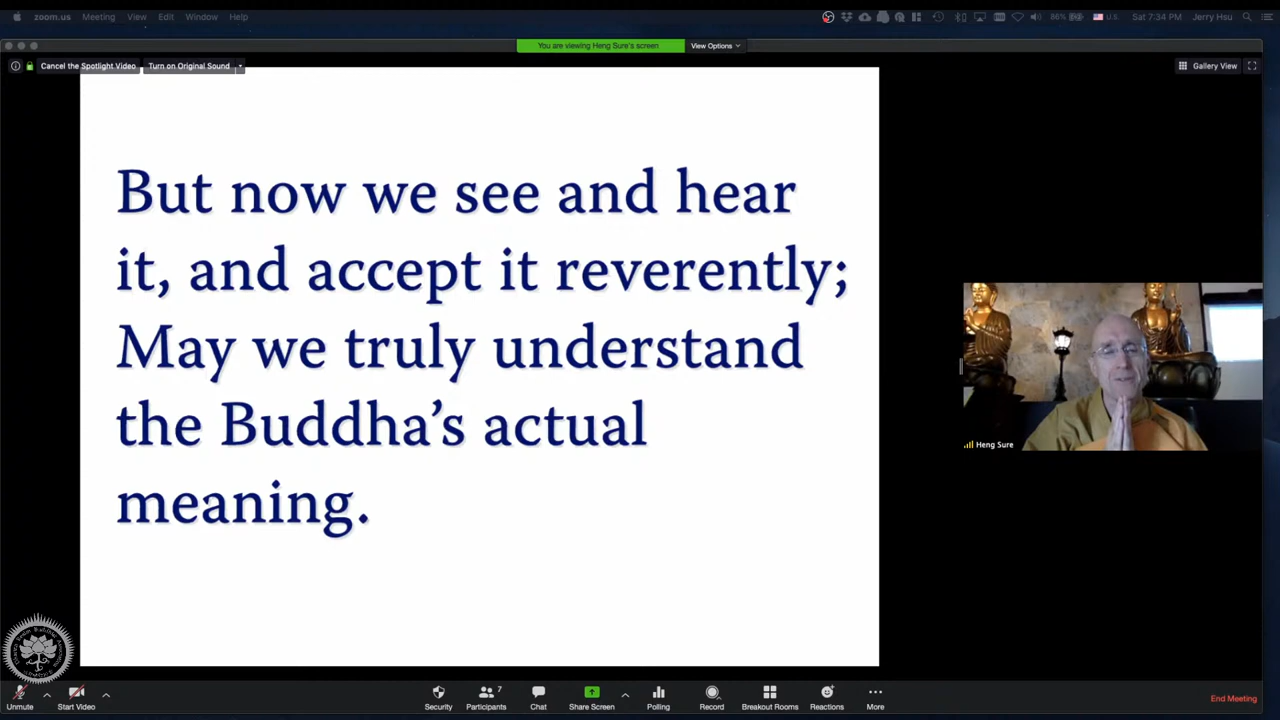 zoom.us Meeting View Edit Window Help 86% U.K. Sat 7:34 PM Jerry Hsu
You are viewing Heng Sure's screen View Options
Cancel the Spotlight Video Turn on Original Sound Gallery View
But now we see and hear
it, and accept it reverently;
May we truly understand
the Buddha's actual
meaning.
Heng Sure
Unmute Start Video Security Participants 7 Chat Share Screen Polling Record Breakout Rooms Reactions More End Meeting